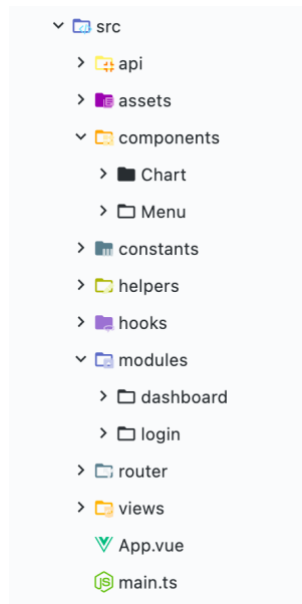 src
api
assets
components
Chart
Menu
constants
helpers
hooks
modules
dashboard
login
router
views
App.vue
main.ts